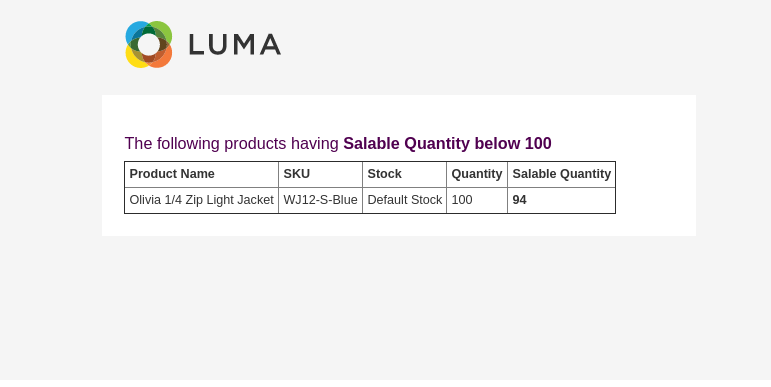 LUMA
The following products having Salable Quantity below 100
Product Name SKU Stock Quantity Salable Quantity
Olivia 1/4 Zip Light Jacket WJ12-S-Blue Default Stock 100 94